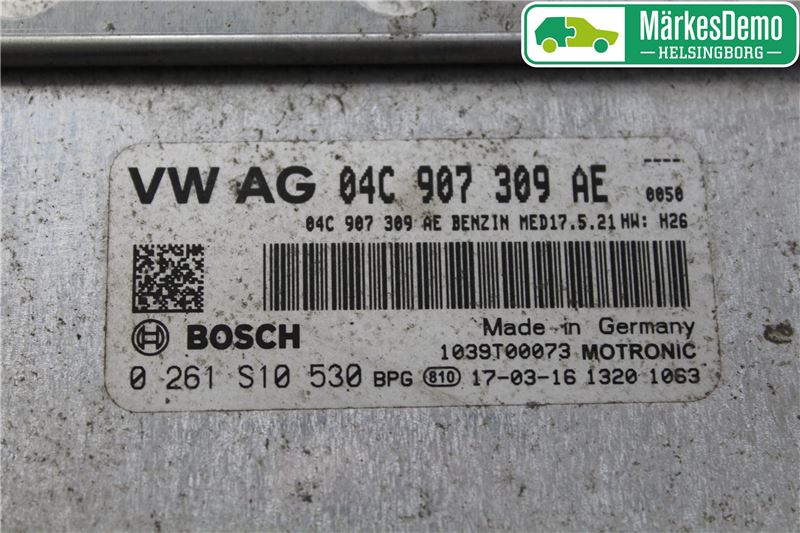 MärkesDemo
HELSINGBORG
VW AG 04C 907 309 AE ----
0050
04C 907 309 AE BENZIN MED17.5.21 HW: H26
BOSCH
Made in Germany
1039T00073 MOTRONIC
0 261 S10 530 BPG 810 17-03-16 1320 1063